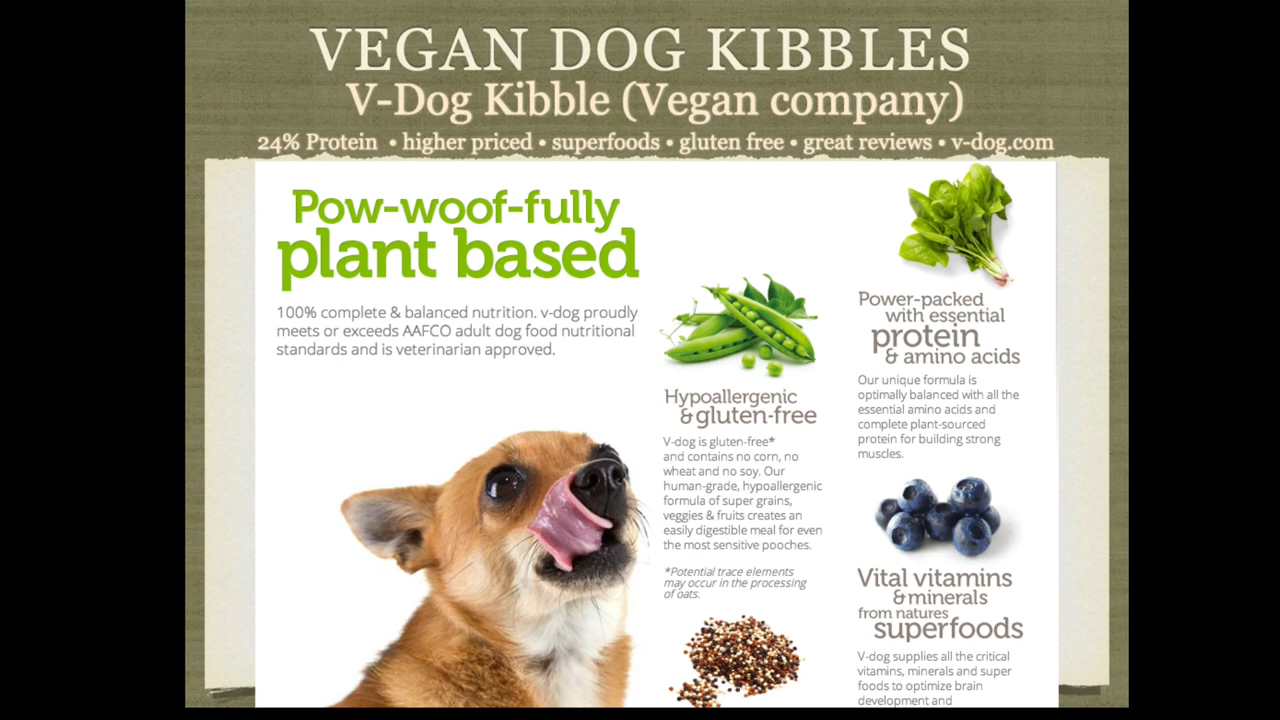 VEGAN DOG KIBBLES
V-Dog Kibble (Vegan company)
24% Protein • higher priced • superfoods • gluten free • great reviews • v-dog.com
Pow-woof-fully
plant based
100% complete & balanced nutrition. v-dog proudly
meets or exceeds AAFCO adult dog food nutritional
standards and is veterinarian approved.
Hypoallergenic
& gluten-free
V-dog is gluten-free*
and contains no corn, no
wheat and no soy. Our
human-grade, hypoallergenic
formula of super grains,
veggies & fruits creates an
easily digestible meal for even
the most sensitive pooches.
*Potential trace elements
may occur in the processing
of oats.
Power-packed
with essential
protein
& amino acids
Our unique formula is
optimally balanced with all the
essential amino acids and
complete plant-sourced
protein for building strong
muscles.
Vital vitamins
& minerals
from natures
superfoods
V-dog supplies all the critical
vitamins, minerals and super
foods to optimize brain
development and